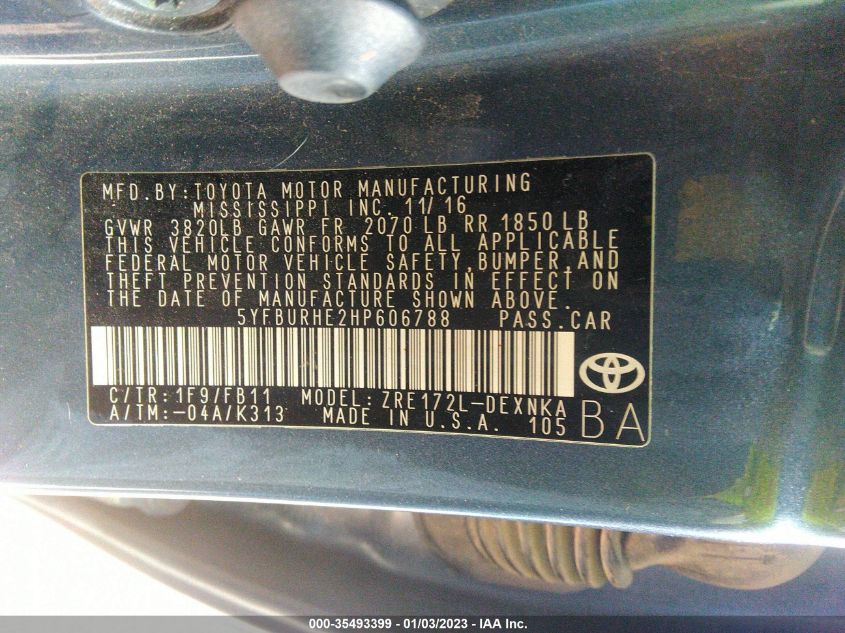 MFD. BY: TOYOTA MOTOR MANUFACTURING
MISSISSIPPI INC. 11/16
GVWR 3820LB GAWR FR 2070 LB RR 1850 LB
THIS VEHICLE CONFORMS TO ALL APPLICABLE
FEDERAL MOTOR VEHICLE SAFETY, BUMPER, AND
THEFT PREVENTION STANDARDS IN EFFECT ON
THE DATE OF MANUFACTURE SHOWN ABOVE.
5YFBURHE2HP606788 PASS. CAR
C/TR: 1F9/FB11 MODEL: ZRE172L-DEXNKA
A/TM: -04A/K313 MADE IN U.S.A. 105 BA
000-35493399 - 01/03/2023 - IAA Inc.